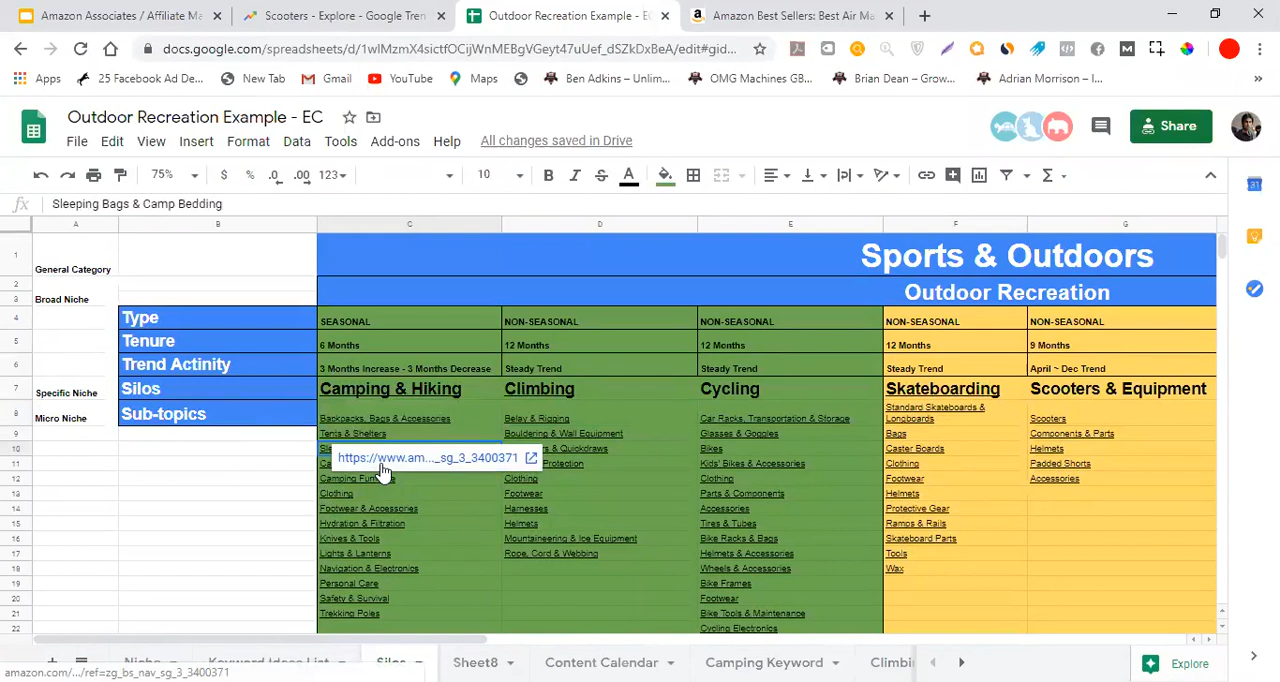 Amazon Associates / Affiliate M
Scooters - Explore - Google Tren
Outdoor Recreation Example - EC
Amazon Best Sellers: Best Air Ma
docs.google.com/spreadsheets/d/1wlMzmX4sictfOCijWnMEBgVGeyt47uUef_dSZkDxBeA/edit#gid...
Apps
25 Facebook Ad De...
New Tab
Gmail
YouTube
Maps
Ben Adkins – Unlim...
OMG Machines GB...
Brian Dean – Grow...
Adrian Morrison – I...
»
Outdoor Recreation Example - EC
Share
File Edit View Insert Format Data Tools Add-ons Help All changes saved in Drive
75% $ % .0 .00 123 10 B I S A
fx Sleeping Bags & Camp Bedding
A B C D E F G
1 General Category Sports & Outdoors
2
3 Broad Niche Outdoor Recreation
4 Type SEASONAL NON-SEASONAL NON-SEASONAL NON-SEASONAL NON-SEASONAL
5 Tenure 6 Months 12 Months 12 Months 12 Months 9 Months
6 Trend Activity 3 Months Increase - 3 Months Decrease Steady Trend Steady Trend Steady Trend April ~ Dec Trend
7 Specific Niche Silos Camping & Hiking Climbing Cycling Skateboarding Scooters & Equipment
8 Micro Niche Sub-topics Backpacks, Bags & Accessories Belay & Rigging Car Racks, Transportation & Storage Standard Skateboards & Longboards Scooters
9 Tents & Shelters Bouldering & Wall Equipment Glasses & Goggles Bags Components & Parts
10 Sle rs & Quickdraws Bikes Caster Boards Helmets
https://www.am..._sg_3_3400371
11 Ca Protection Kids' Bikes & Accessories Clothing Padded Shorts
12 Camping Furn e Clothing Clothing Footwear Accessories
13 Clothing Footwear Parts & Components Helmets
14 Footwear & Accessories Harnesses Accessories Protective Gear
15 Hydration & Filtration Helmets Tires & Tubes Ramps & Rails
16 Knives & Tools Mountaineering & Ice Equipment Bike Racks & Bags Skateboard Parts
17 Lights & Lanterns Rope, Cord & Webbing Helmets & Accessories Tools
18 Navigation & Electronics Wheels & Accessories Wax
19 Personal Care Bike Frames
20 Safety & Survival Footwear
21 Trekking Poles Bike Tools & Maintenance
22 Cycling Electronics
Niche Keyword Ideas List Silos Sheet8 Content Calendar Camping Keyword Climbi
Explore
amazon.com/.../ref=zg_bs_nav_sg_3_3400371